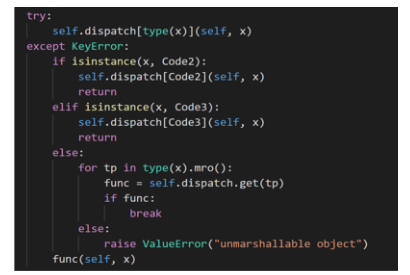 try:
    self.dispatch[type(x)](self, x)
except KeyError:
    if isinstance(x, Code2):
        self.dispatch[Code2](self, x)
        return
    elif isinstance(x, Code3):
        self.dispatch[Code3](self, x)
        return
    else:
        for tp in type(x).mro():
            func = self.dispatch.get(tp)
            if func:
                break
        else:
            raise ValueError("unmarshallable object")
    func(self, x)